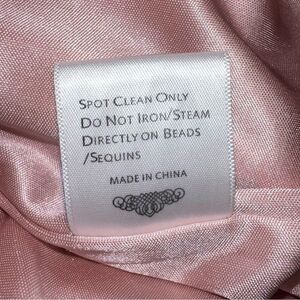 SPOT CLEAN ONLY
DO NOT IRON/STEAM
DIRECTLY ON BEADS
/SEQUINS
MADE IN CHINA